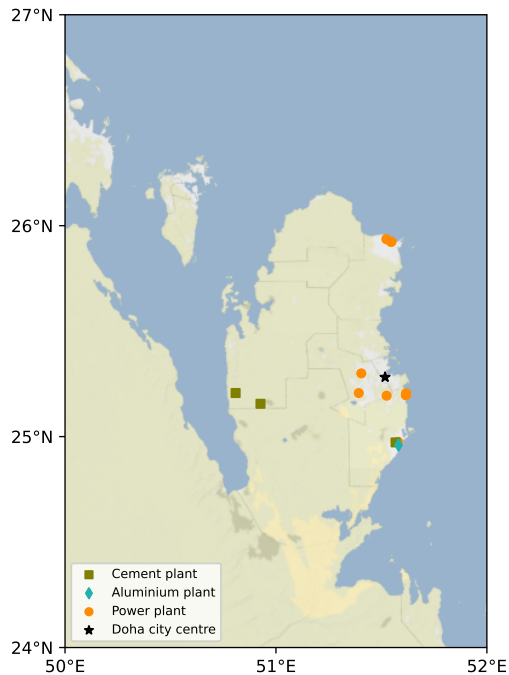 27°N
26°N
25°N
24°N
Cement plant
Aluminium plant
Power plant
Doha city centre
50°E
51°E
52°E